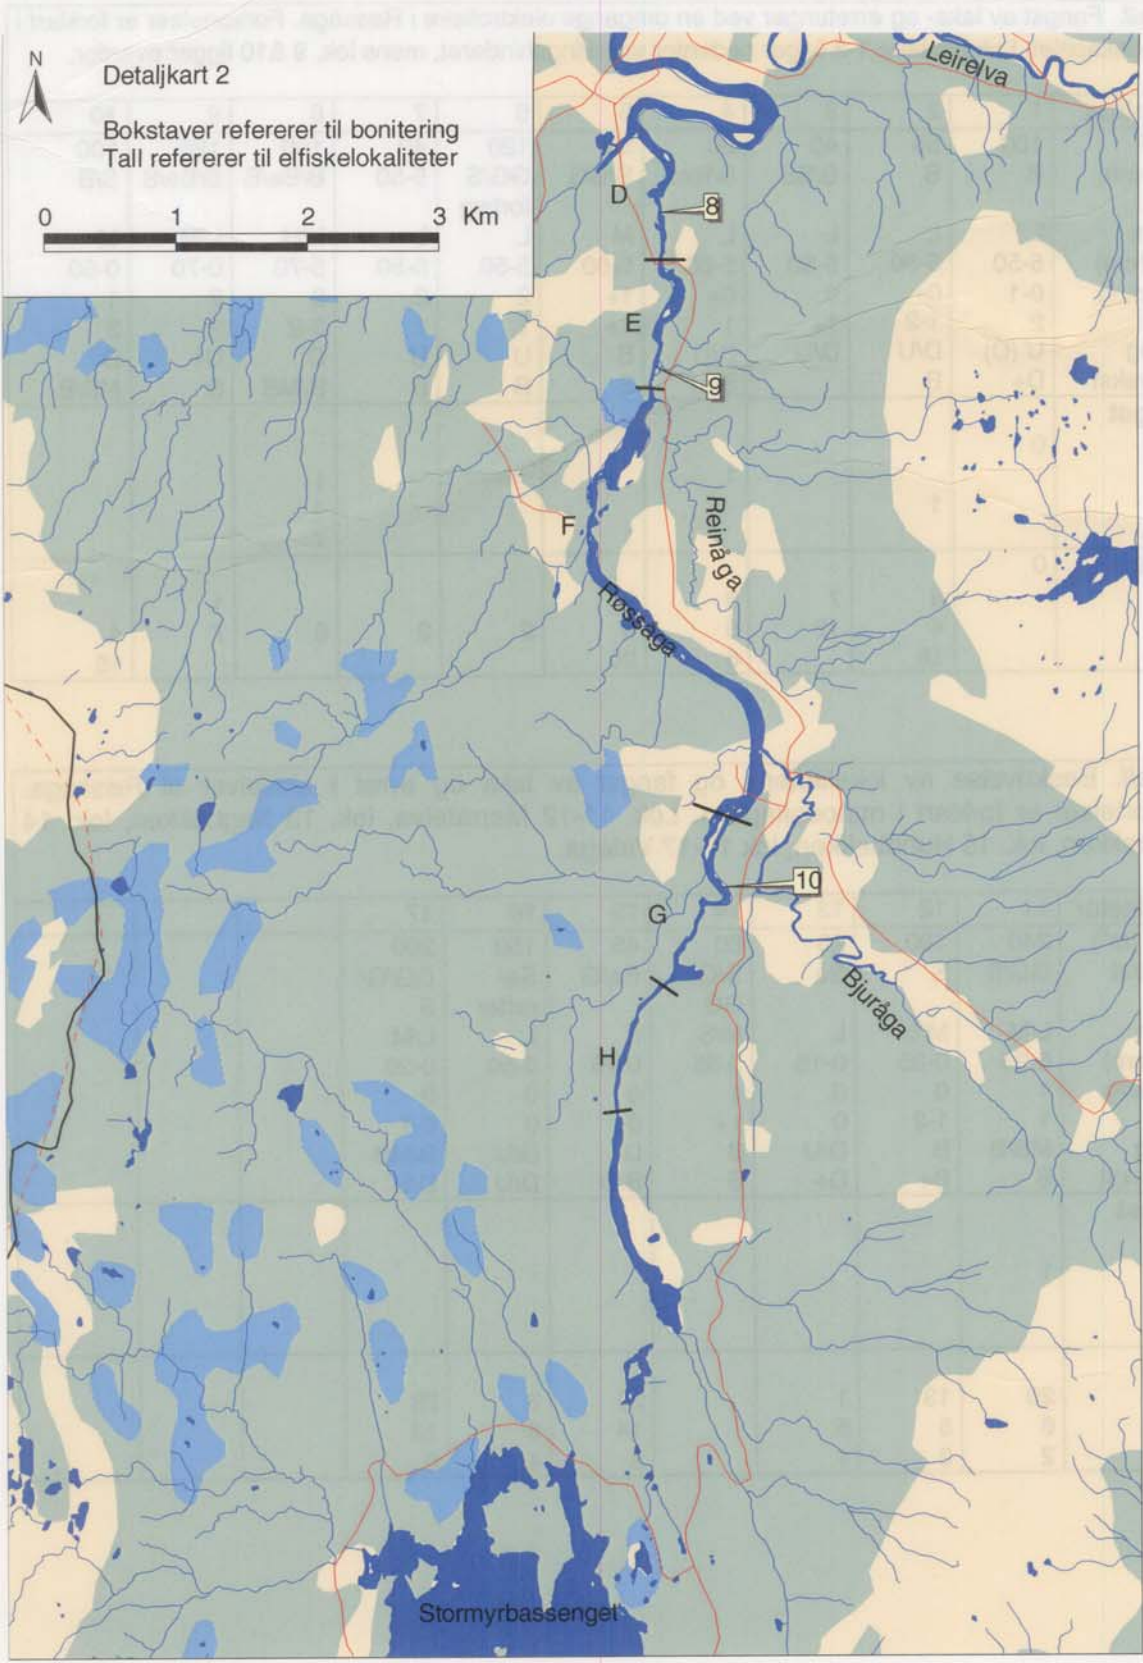 N
Detaljkart 2
Bokstaver refererer til bonitering
Tall refererer til elfiskelokaliteter
0 1 2 3 Km
Leirelva
D
8
E
9
F
Reinåga
Røssåga
10
G
Bjuråga
H
Stormyrbassenget